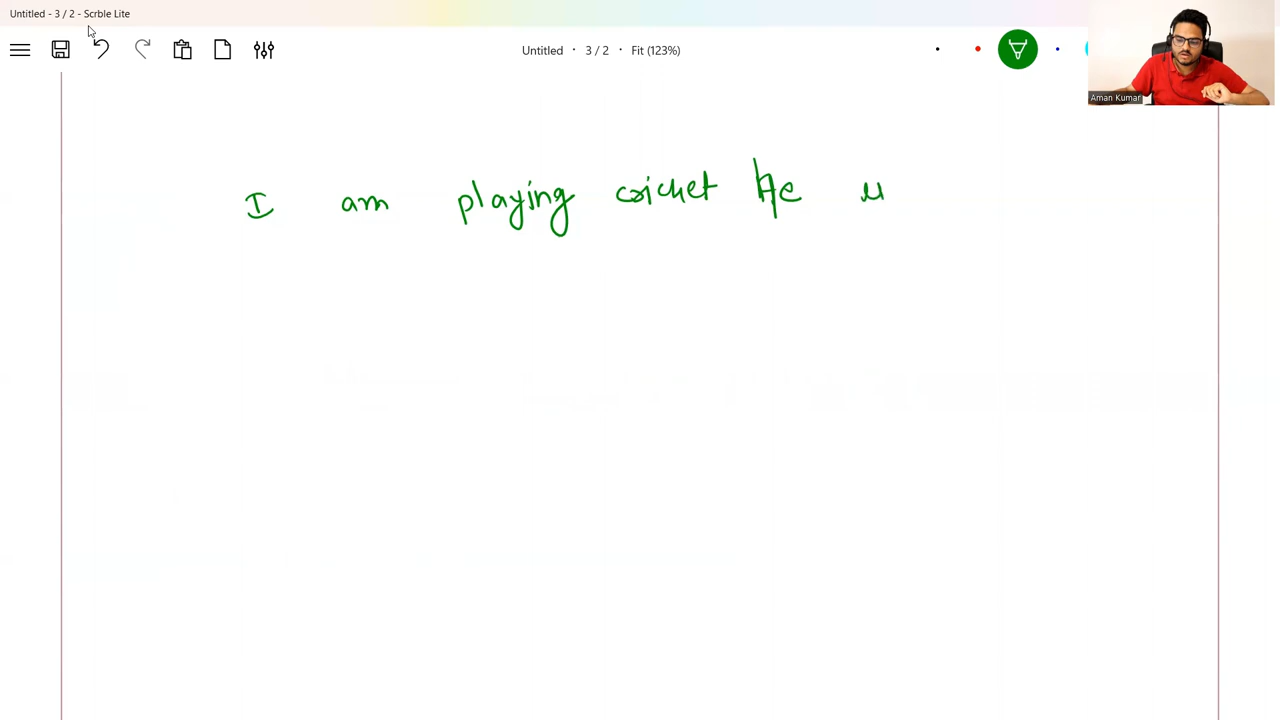 Untitled - 3 / 2 - Scrble Lite
Untitled • 3 / 2 • Fit (123%)
Aman Kumar
I am playing cricket He